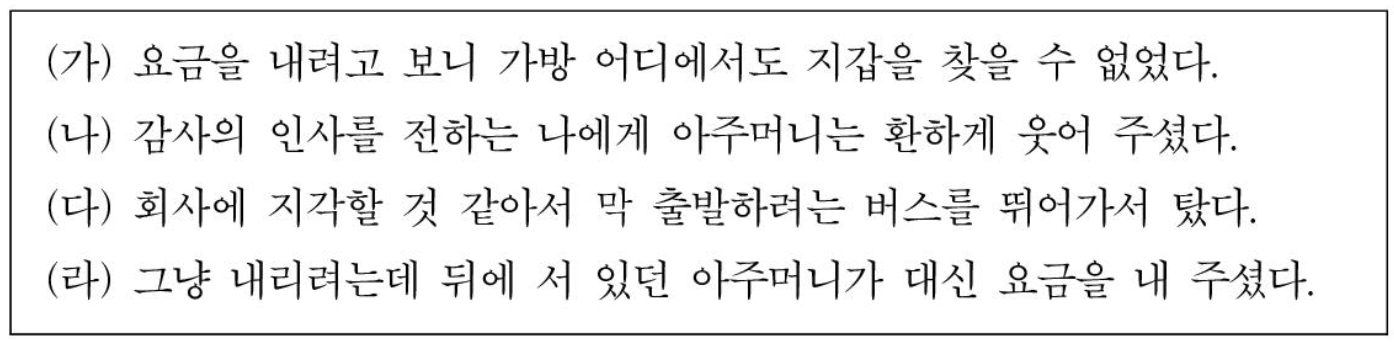 (가) 요금을 내려고 보니 가방 어디에서도 지갑을 찾을 수 없었다.
(나) 감사의 인사를 전하는 나에게 아주머니는 환하게 웃어 주셨다.
(다) 회사에 지각할 것 같아서 막 출발하려는 버스를 뛰어가서 탔다.
(라) 그냥 내리려는데 뒤에 서 있던 아주머니가 대신 요금을 내 주셨다.